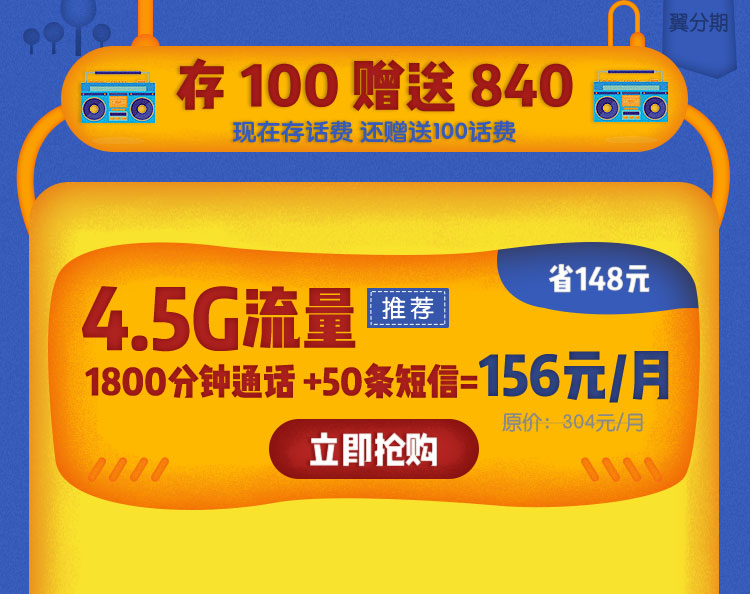 翼分期
存 100 赠送 840
现在存话费 还赠送100话费
省148元
4.5G流量 推荐
1800分钟通话 +50条短信=156元/月
原价：304元/月
立即抢购